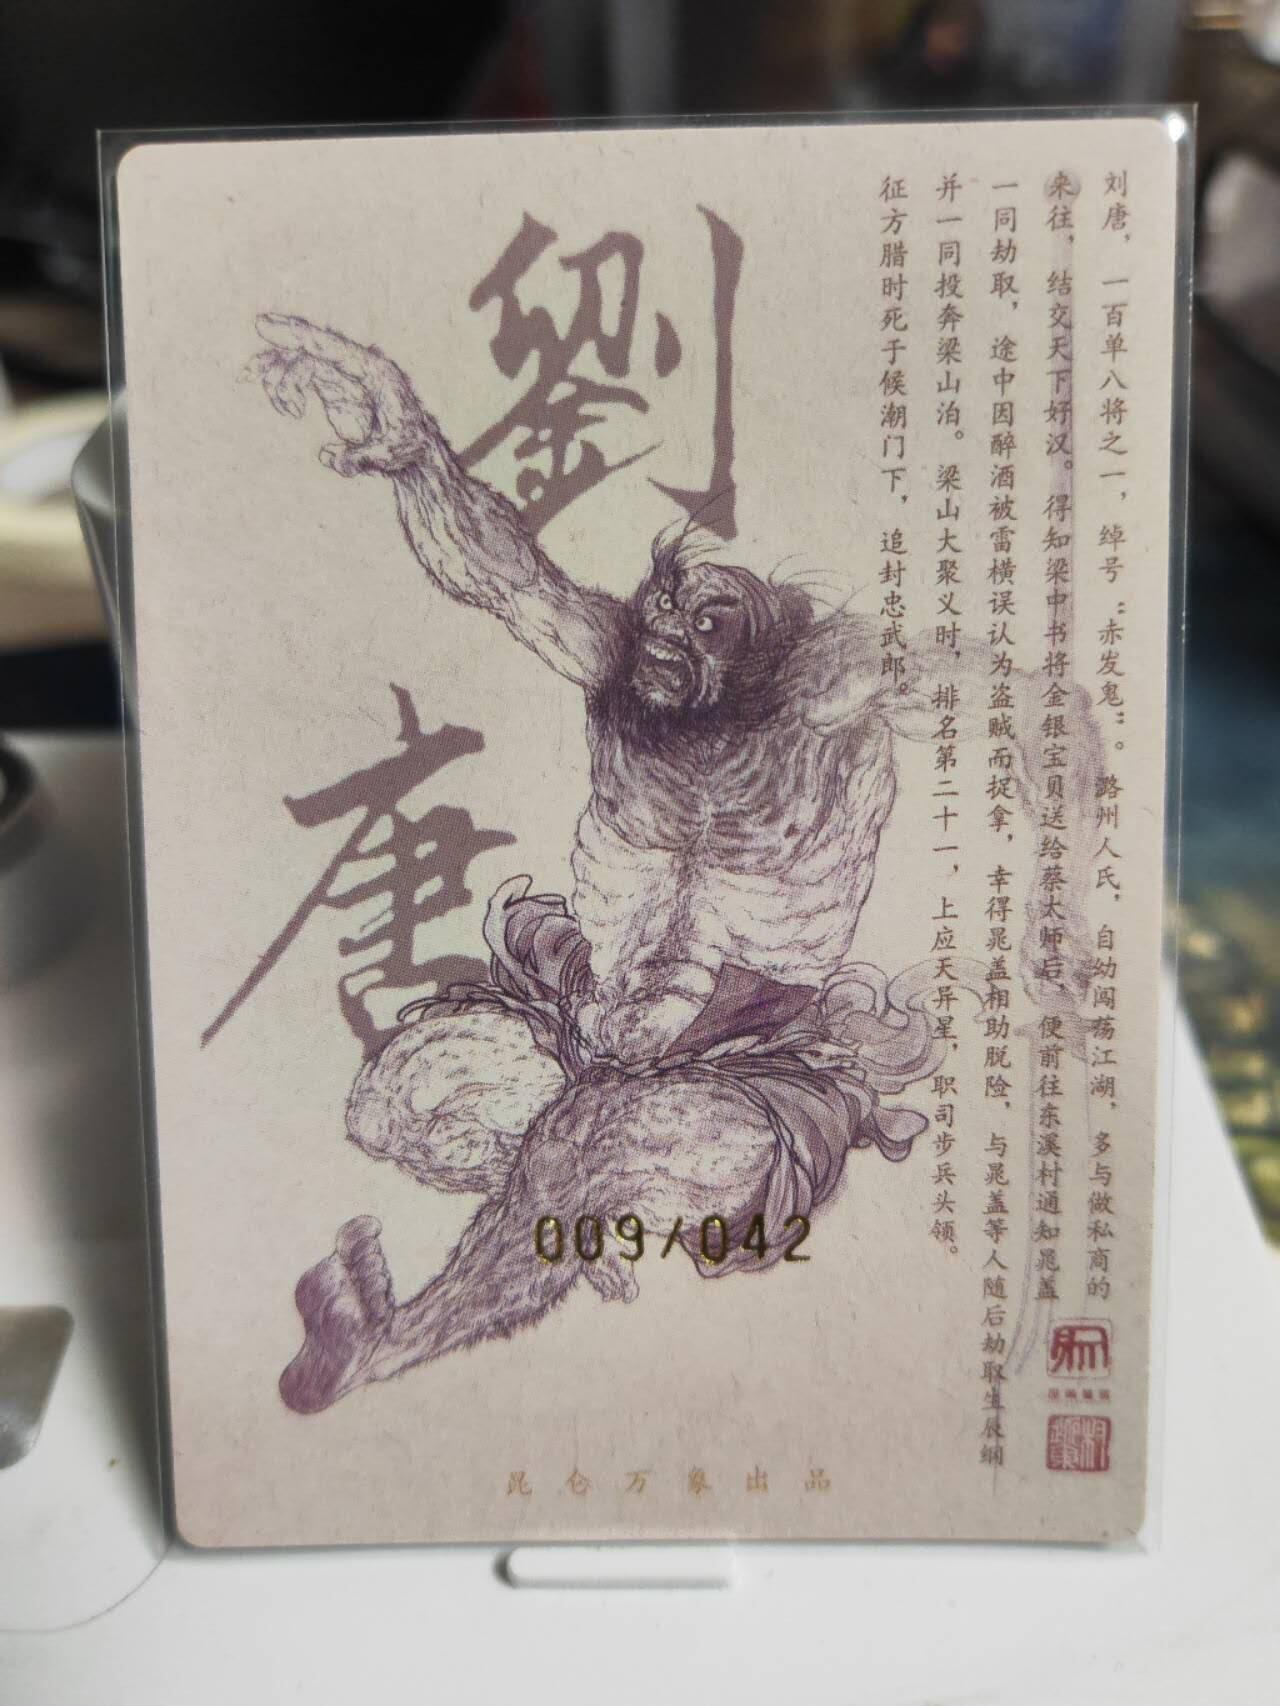 劉唐
刘唐，一百单八将之一，绰号“赤发鬼”。潞州人氏，自幼闯荡江湖，多与做私商的
来往，结交天下好汉。得知梁中书将金银宝贝送给蔡太师后，便前往东溪村通知晁盖
一同劫取，途中因醉酒被雷横误认为盗贼而捉拿，幸得晁盖相助脱险，与晁盖等人随后劫取生辰纲
并一同投奔梁山泊。梁山大聚义时，排名第二十一，上应天异星，职司步兵头领。
征方腊时死于候潮门下，追封忠武郎。
009/042
昆仑万象出品